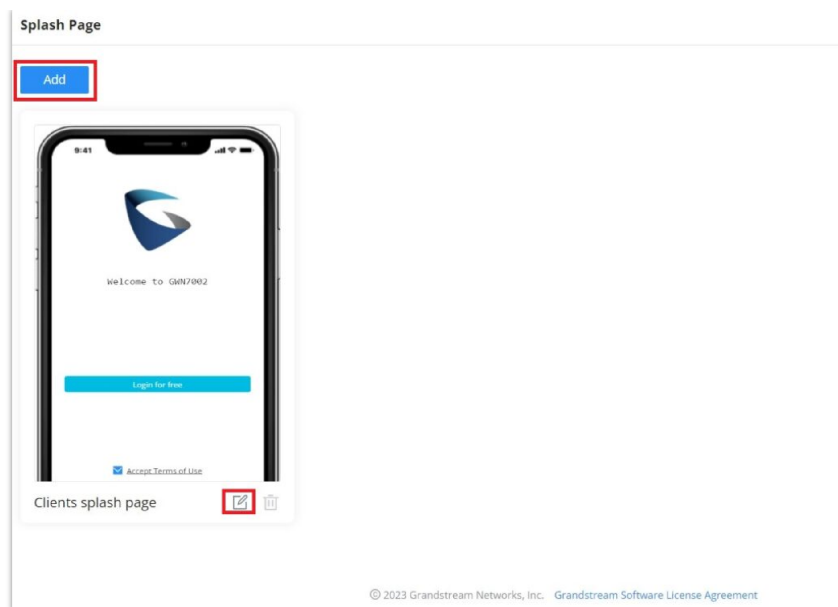 Splash Page
Add
9:41
Welcome to GWN7002
Login for free
Accept Terms of Use
Clients splash page
© 2023 Grandstream Networks, Inc. Grandstream Software License Agreement